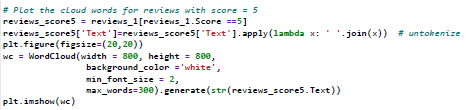 # Plot the cloud words for reviews with score = 5
reviews_score5 = reviews_1[reviews_1.Score ==5]
reviews_score5['Text']=reviews_score5['Text'].apply(lambda x: ' '.join(x))  # untokenize
plt.figure(figsize=(20,20))
wc = WordCloud(width = 800, height = 800,
background_color ='white',
min_font_size = 2,
max_words=300).generate(str(reviews_score5.Text))
plt.imshow(wc)